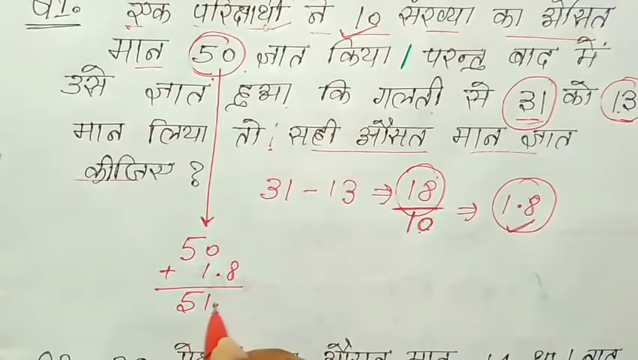 एक परिक्षार्थी ने 10 संख्या का औसत
मान 50 ज्ञात किया। परन्तु बाद में
उसे ज्ञात हुआ कि गलती से 31 को 13
मान लिया तो सही औसत मान ज्ञात
कीजिए?
31 - 13 ⇒ 18/10 ⇒ 1.8
50
+ 1.8
51.
औसत मान